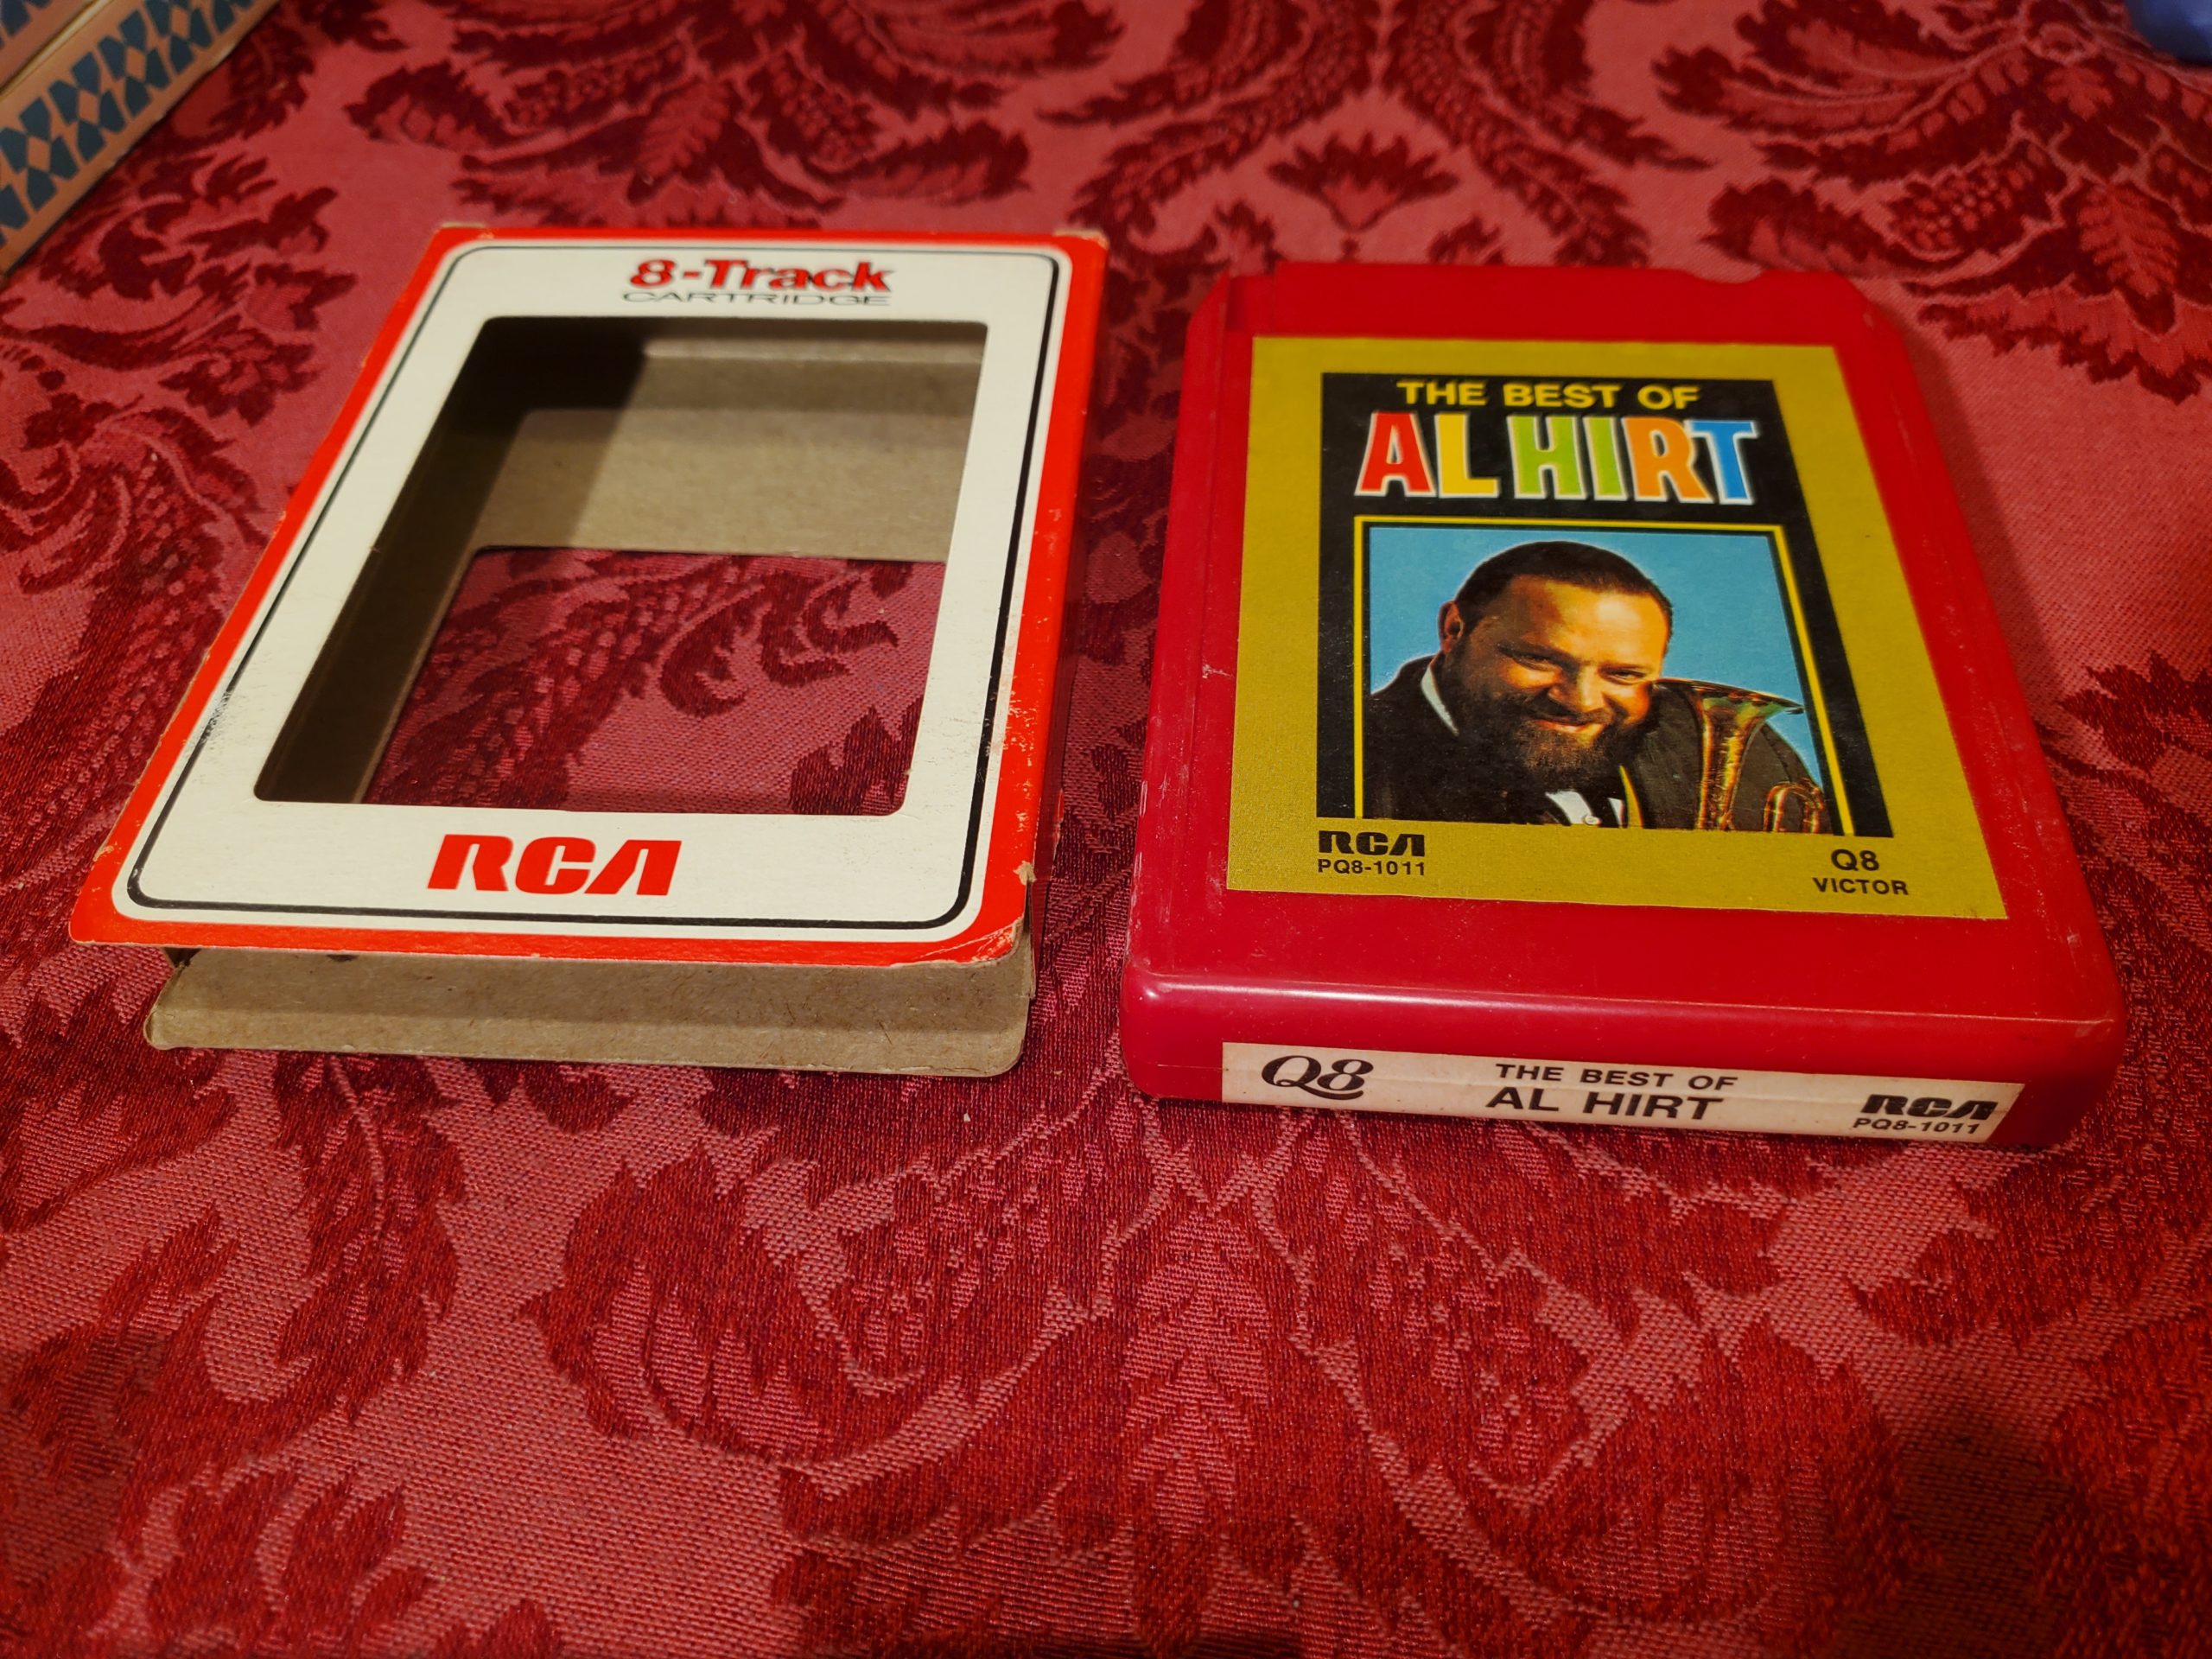 8-Track
CARTRIDGE
RCA
THE BEST OF
AL HIRT
RCA
PQ8-1011
Q8
VICTOR
Q8
THE BEST OF
AL HIRT
RCA
PQ8-1011